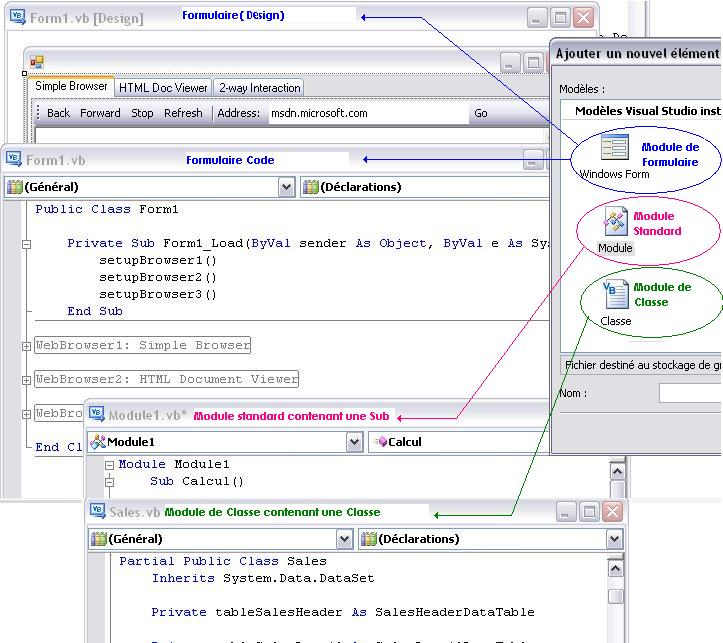 Form1.vb [Design] Formulaire( Design)
Ajouter un nouvel élément
Simple Browser HTML Doc Viewer 2-way Interaction
Back Forward Stop Refresh Address: msdn.microsoft.com Go
Modèles :
Modèles Visual Studio inst
Module de
Formulaire
Windows Form
Form1.vb Formulaire Code
(Général) (Déclarations)
Public Class Form1
Private Sub Form1_Load(ByVal sender As Object, ByVal e As Sys
setupBrowser1()
setupBrowser2()
setupBrowser3()
End Sub
Module
Standard
Module
Module de
Classe
Classe
WebBrowser1: Simple Browser
WebBrowser2: HTML Document Viewer
WebBro
End Cl
Fichier destiné au stockage de gr
Nom :
Module1.vb* Module standard contenant une Sub
Module1 Calcul
Module Module1
Sub Calcul()
Sales.vb Module de Classe contenant une Classe
(Général) (Déclarations)
Partial Public Class Sales
Inherits System.Data.DataSet
Private tableSalesHeader As SalesHeaderDataTable